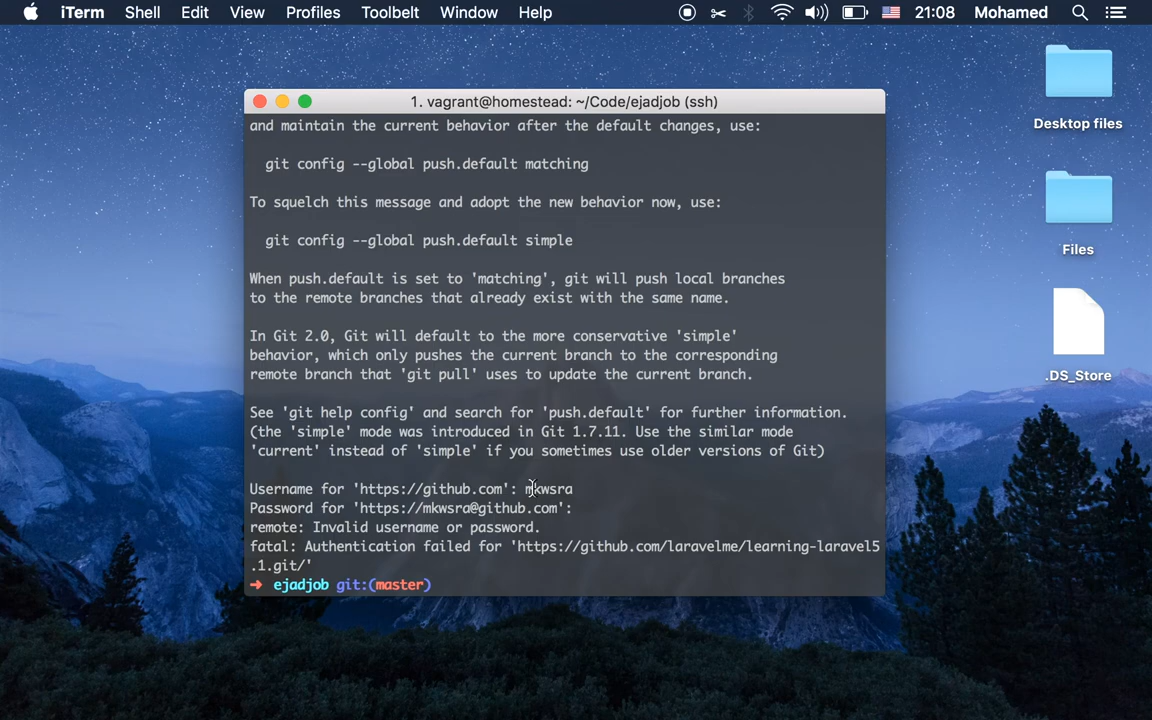 iTerm Shell Edit View Profiles Toolbelt Window Help 21:08 Mohamed
Desktop files
Files
.DS_Store
1. vagrant@homestead: ~/Code/ejadjob (ssh)
and maintain the current behavior after the default changes, use:
git config --global push.default matching
To squelch this message and adopt the new behavior now, use:
git config --global push.default simple
When push.default is set to 'matching', git will push local branches
to the remote branches that already exist with the same name.
In Git 2.0, Git will default to the more conservative 'simple'
behavior, which only pushes the current branch to the corresponding
remote branch that 'git pull' uses to update the current branch.
See 'git help config' and search for 'push.default' for further information.
(the 'simple' mode was introduced in Git 1.7.11. Use the similar mode
'current' instead of 'simple' if you sometimes use older versions of Git)
Username for 'https://github.com': mkwsra
Password for 'https://mkwsra@github.com':
remote: Invalid username or password.
fatal: Authentication failed for 'https://github.com/laravelme/learning-laravel5
.1.git/'
➜ ejadjob git:(master)